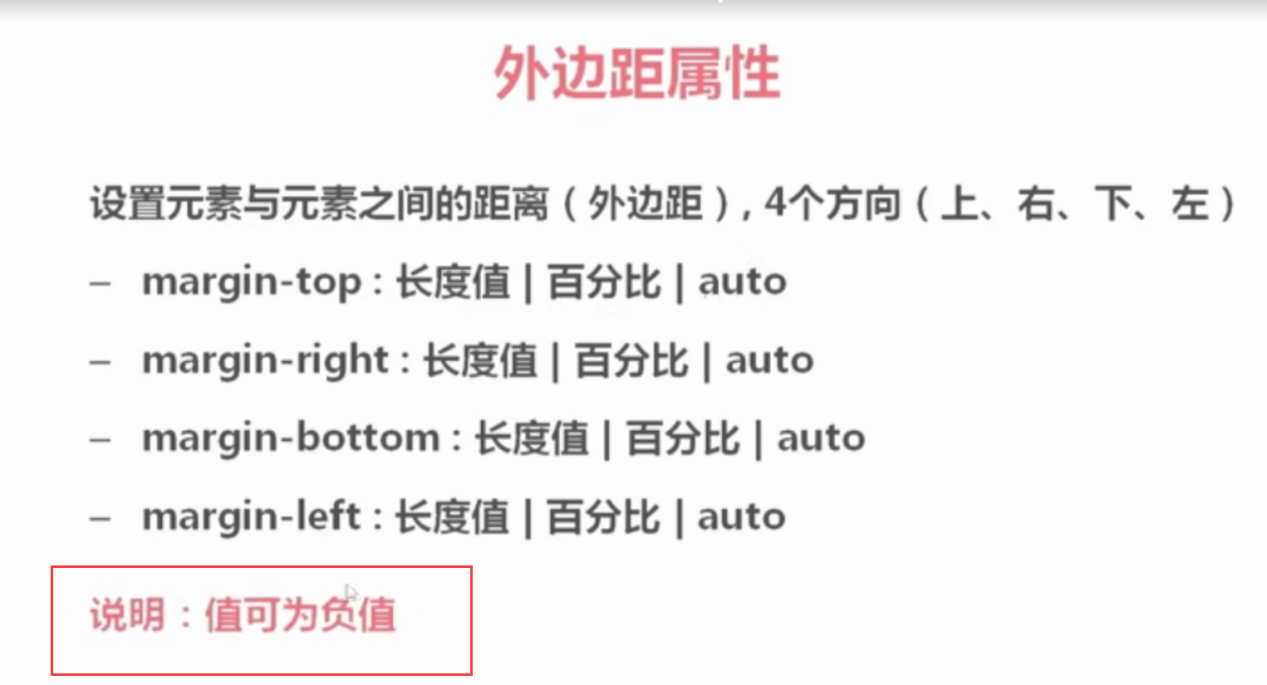 外边距属性
设置元素与元素之间的距离（外边距），4个方向（上、右、下、左）
– margin-top : 长度值 | 百分比 | auto
– margin-right : 长度值 | 百分比 | auto
– margin-bottom : 长度值 | 百分比 | auto
– margin-left : 长度值 | 百分比 | auto
说明：值可为负值